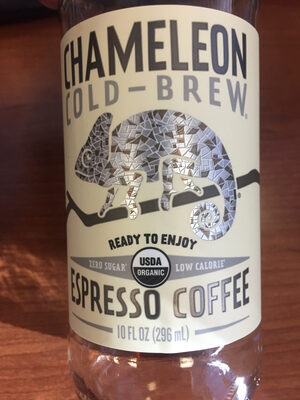 CHAMELEON
COLD-BREW®
READY TO ENJOY
ZERO SUGAR* USDA ORGANIC LOW CALORIE*
ESPRESSO COFFEE
10 FL OZ (296 mL)